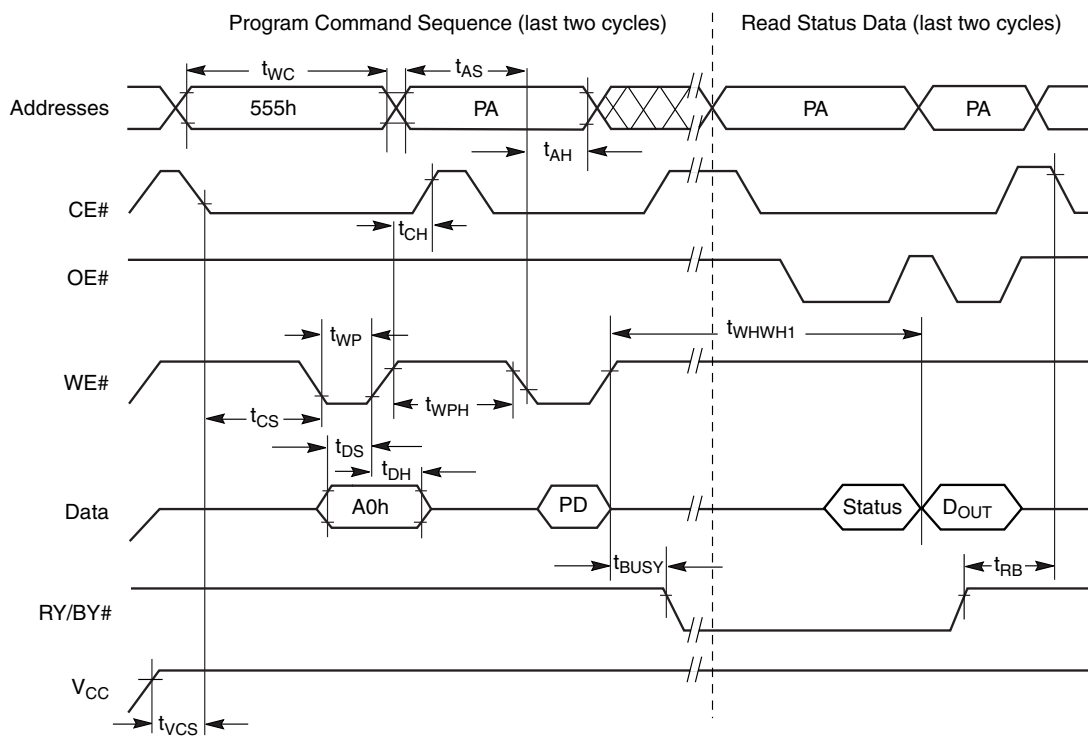 Program Command Sequence (last two cycles)
Read Status Data (last two cycles)
tWC
tAS
Addresses
555h
PA
PA
PA
tAH
CE#
tCH
OE#
tWP
tWHWH1
WE#
tCS
tWPH
tDS
tDH
Data
A0h
PD
Status
DOUT
tBUSY
tRB
RY/BY#
VCC
tVCS